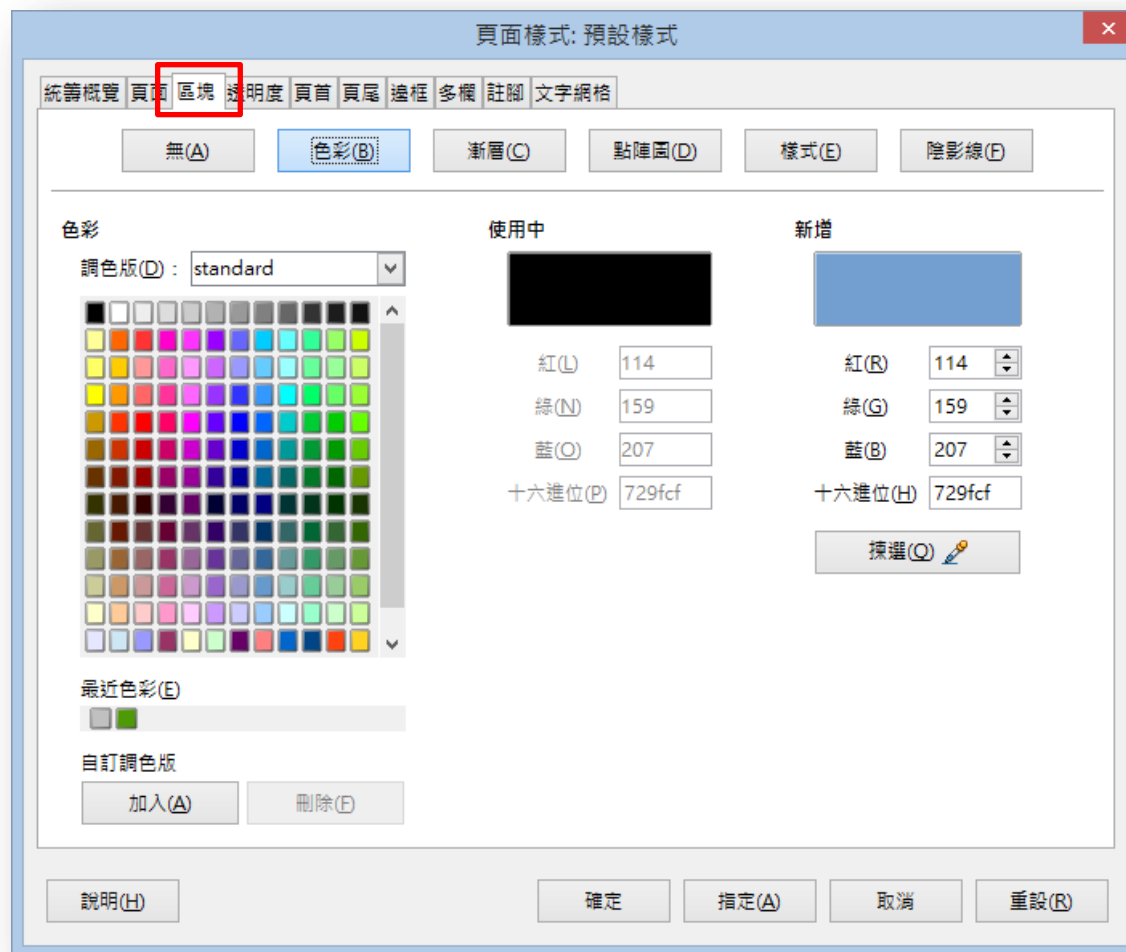 頁面樣式: 預設樣式
統籌概覽 頁面 區塊 透明度 頁首 頁尾 邊框 多欄 註腳 文字網格
無(A) 色彩(B) 漸層(C) 點陣圖(D) 樣式(E) 陰影線(F)
色彩 使用中 新增
調色版(D)： standard
紅(L) 114 紅(R) 114
綠(N) 159 綠(G) 159
藍(O) 207 藍(B) 207
十六進位(P) 729fcf 十六進位(H) 729fcf
揀選(Q)
最近色彩(E)
自訂調色版
加入(A) 刪除(F)
說明(H) 確定 指定(A) 取消 重設(R)